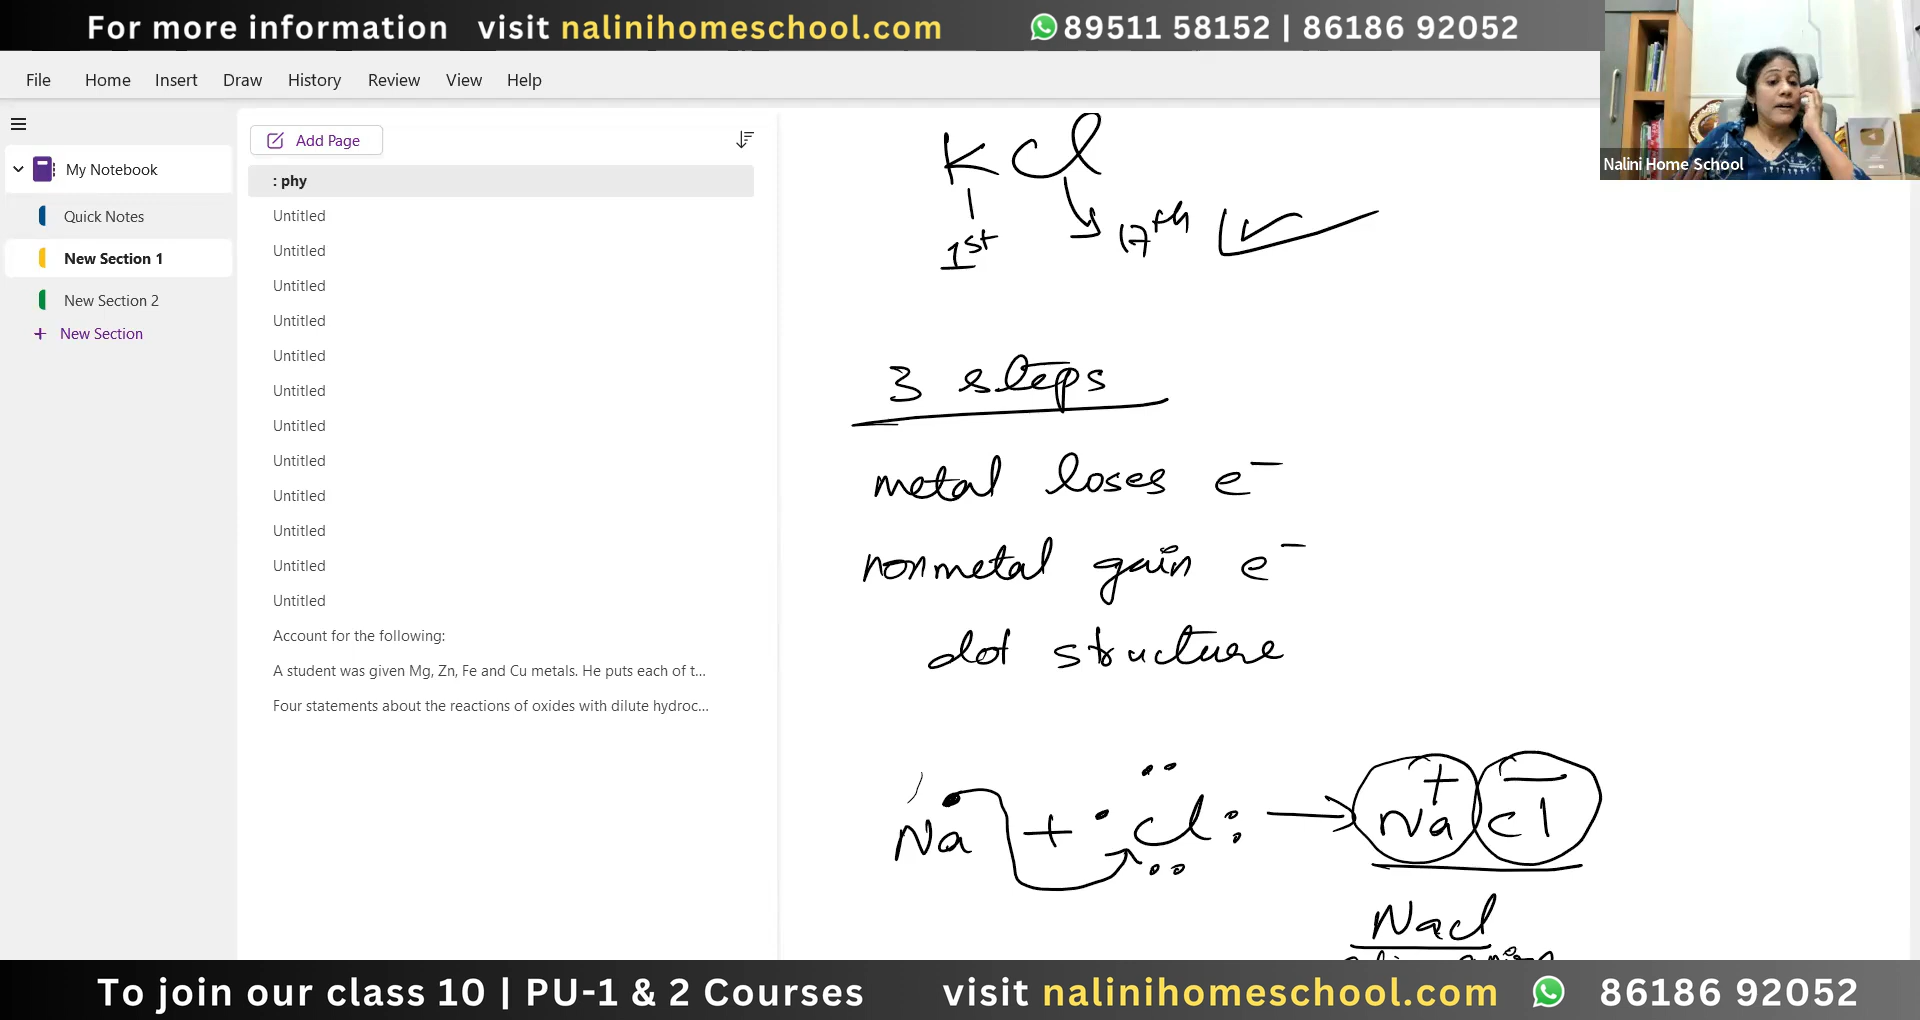 For more information visit nalinihomeschool.com 89511 58152 | 86186 92052
File Home Insert Draw History Review View Help
Nalini Home School
My Notebook
Quick Notes
New Section 1
New Section 2
+ New Section
Add Page
: phy
Untitled
Untitled
Untitled
Untitled
Untitled
Untitled
Untitled
Untitled
Untitled
Untitled
Untitled
Untitled
Account for the following:
A student was given Mg, Zn, Fe and Cu metals. He puts each of t...
Four statements about the reactions of oxides with dilute hydroc...
KCl
1st 17th
3 steps
metal loses e⁻
nonmetal gain e⁻
dot structure
Na + Cl → Na⁺ Cl⁻
Nacl
To join our class 10 | PU-1 & 2 Courses visit nalinihomeschool.com 86186 92052